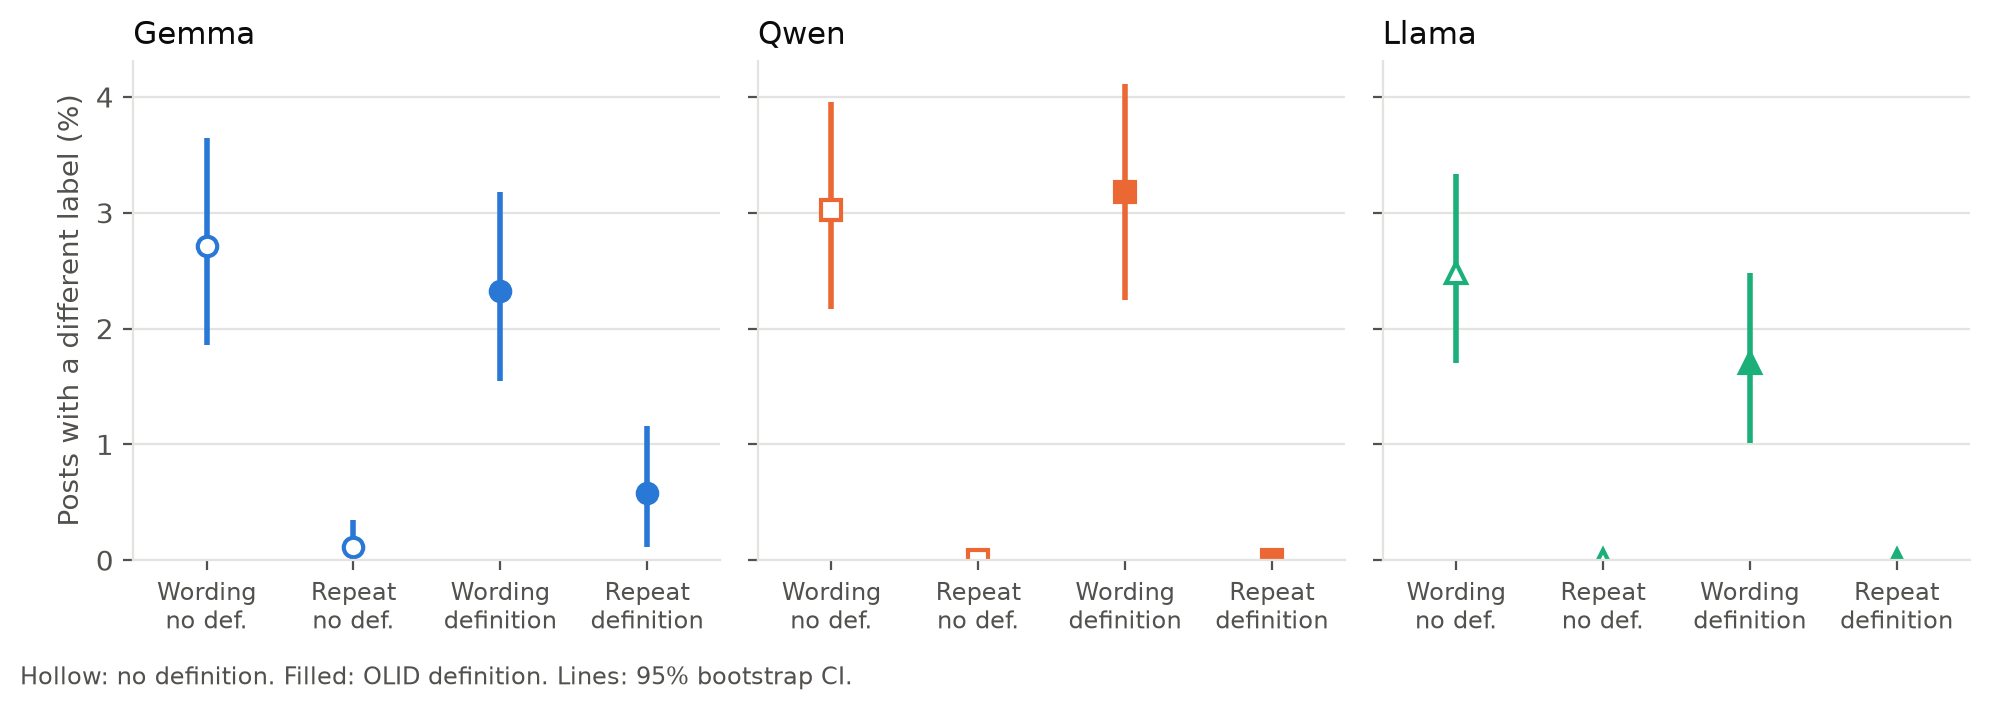 Gemma
Qwen
Llama
Posts with a different label (%)
4
3
2
1
0
Wording
no def.
Repeat
no def.
Wording
definition
Repeat
definition
Wording
no def.
Repeat
no def.
Wording
definition
Repeat
definition
Wording
no def.
Repeat
no def.
Wording
definition
Repeat
definition
Hollow: no definition. Filled: OLID definition. Lines: 95% bootstrap CI.